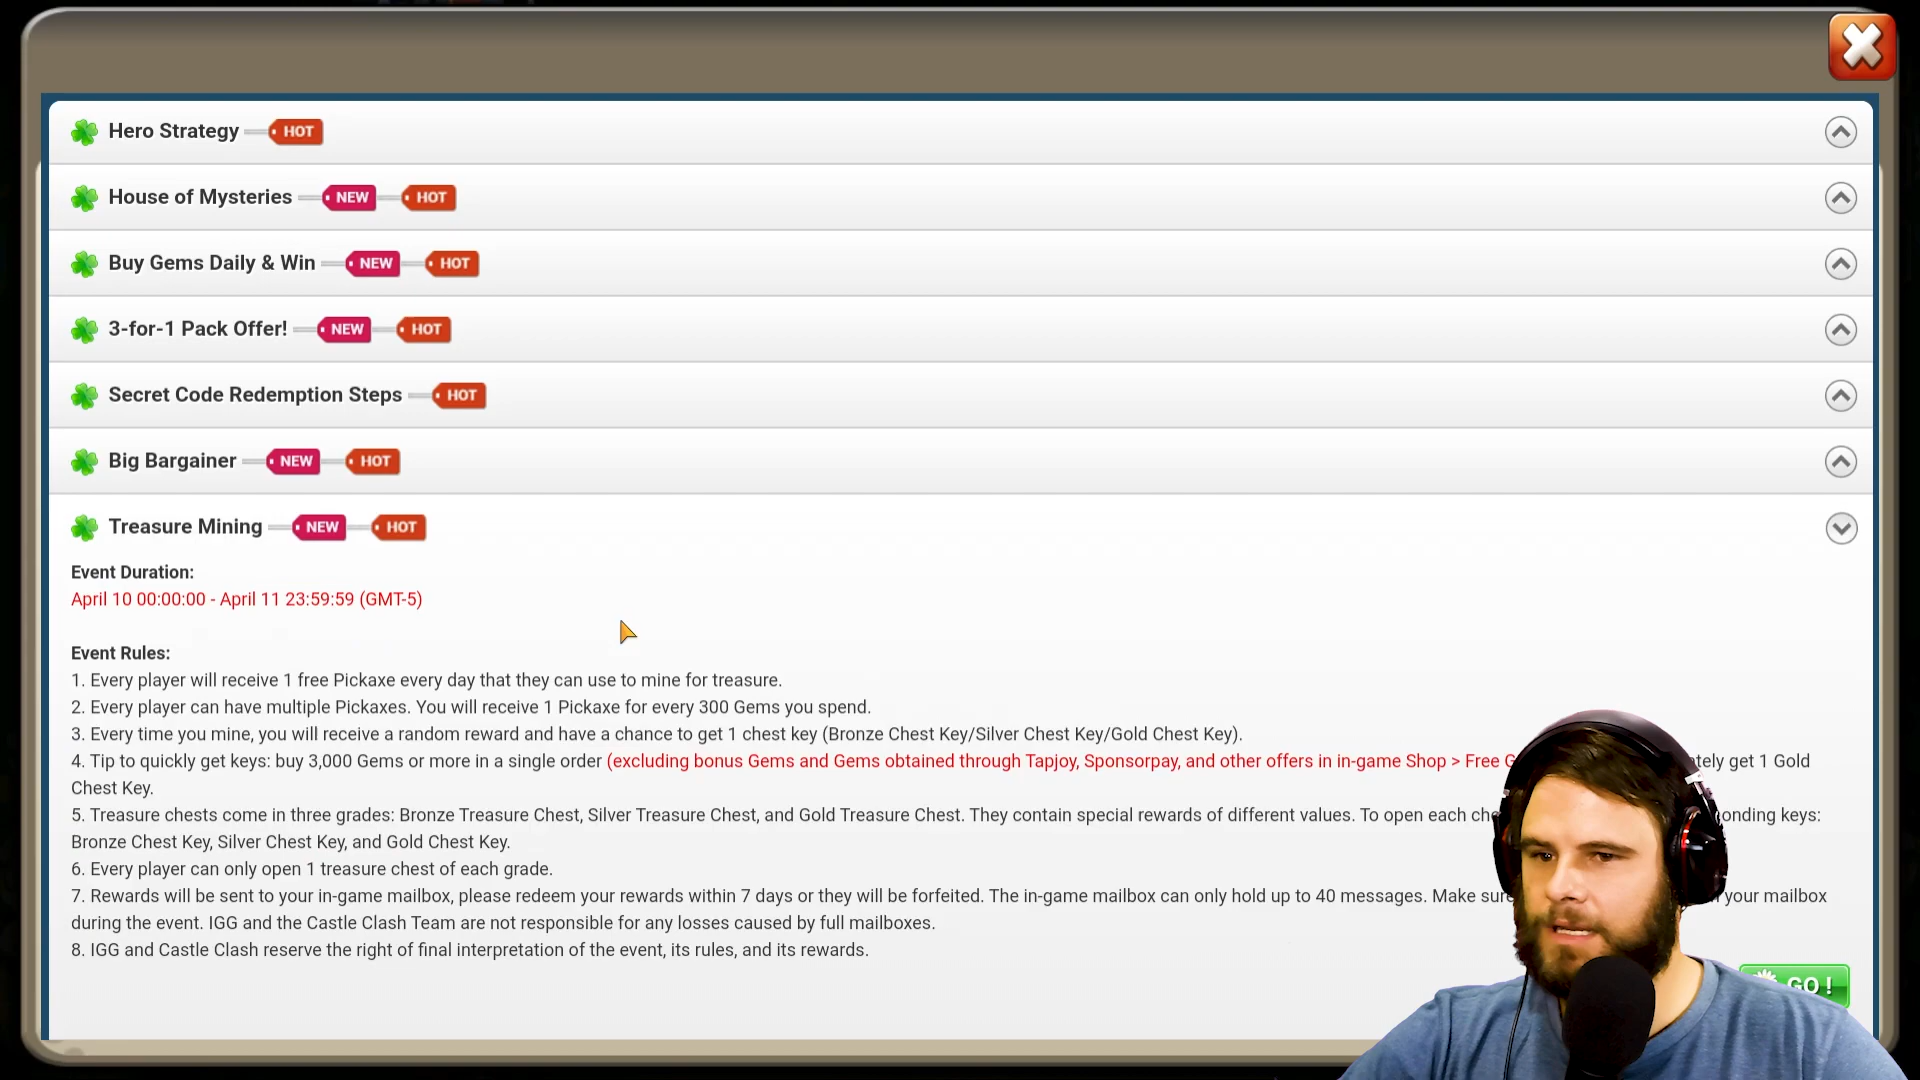 Hero Strategy HOT
House of Mysteries NEW HOT
Buy Gems Daily & Win NEW HOT
3-for-1 Pack Offer! NEW HOT
Secret Code Redemption Steps HOT
Big Bargainer NEW HOT
Treasure Mining NEW HOT
Event Duration:
April 10 00:00:00 - April 11 23:59:59 (GMT-5)
Event Rules:
1. Every player will receive 1 free Pickaxe every day that they can use to mine for treasure.
2. Every player can have multiple Pickaxes. You will receive 1 Pickaxe for every 300 Gems you spend.
3. Every time you mine, you will receive a random reward and have a chance to get 1 chest key (Bronze Chest Key/Silver Chest Key/Gold Chest Key).
4. Tip to quickly get keys: buy 3,000 Gems or more in a single order (excluding bonus Gems and Gems obtained through Tapjoy, Sponsorpay, and other offers in in-game Shop > Free get 1 Gold
Chest Key.
5. Treasure chests come in three grades: Bronze Treasure Chest, Silver Treasure Chest, and Gold Treasure Chest. They contain special rewards of different values. To open each keys:
Bronze Chest Key, Silver Chest Key, and Gold Chest Key.
6. Every player can only open 1 treasure chest of each grade.
7. Rewards will be sent to your in-game mailbox, please redeem your rewards within 7 days or they will be forfeited. The in-game mailbox can only hold up to 40 messages. Make your mailbox
during the event. IGG and the Castle Clash Team are not responsible for any losses caused by full mailboxes.
8. IGG and Castle Clash reserve the right of final interpretation of the event, its rules, and its rewards.
GO !